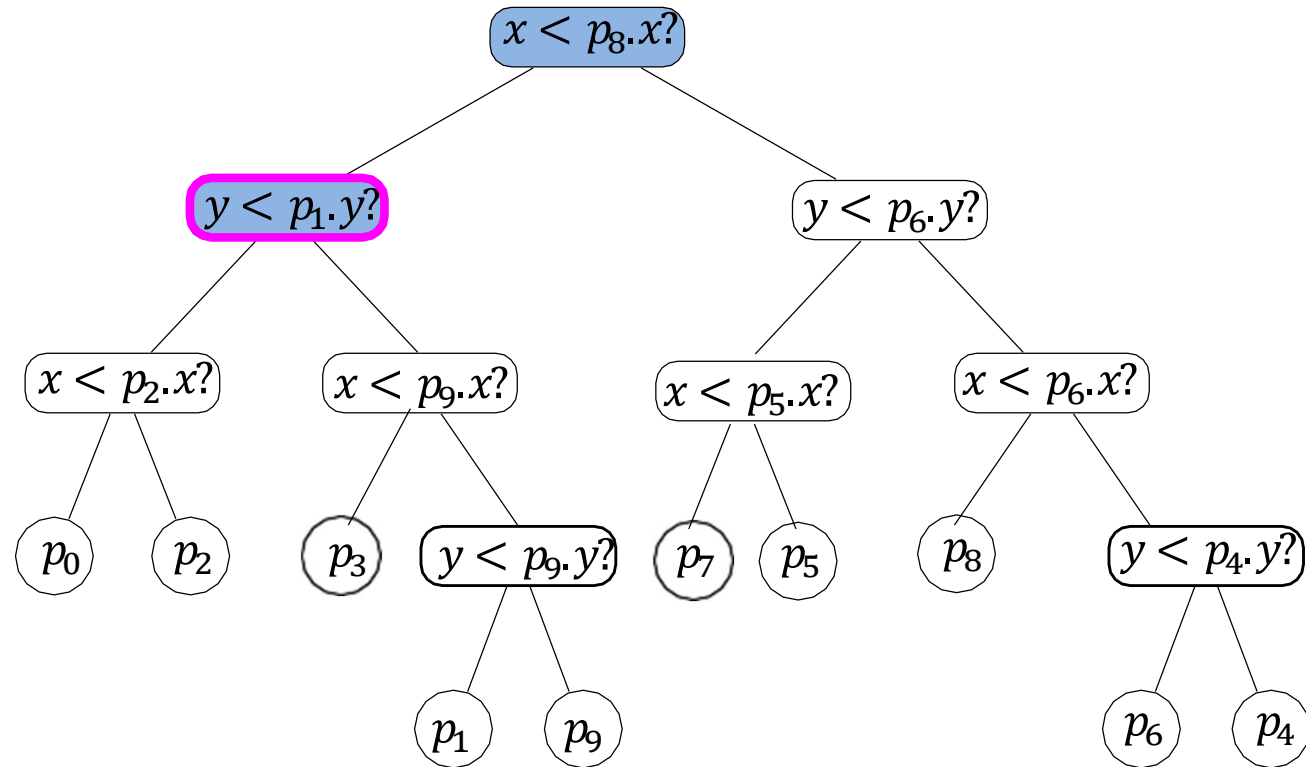 x < p₈.x?
y < p₁.y?
y < p₆.y?
x < p₂.x?
x < p₉.x?
x < p₅.x?
x < p₆.x?
p₀
p₂
p₃
y < p₉.y?
p₇
p₅
p₈
y < p₄.y?
p₁
p₉
p₆
p₄